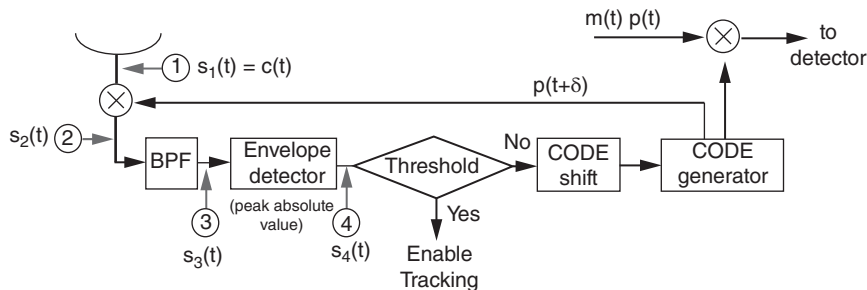 m(t) p(t)
to
detector
1 s₁(t) = c(t)
p(t+δ)
s₂(t) 2
BPF
Envelope
detector
Threshold
No
CODE
shift
CODE
generator
(peak absolute
value)
3
4
Yes
s₃(t)
s₄(t)
Enable
Tracking